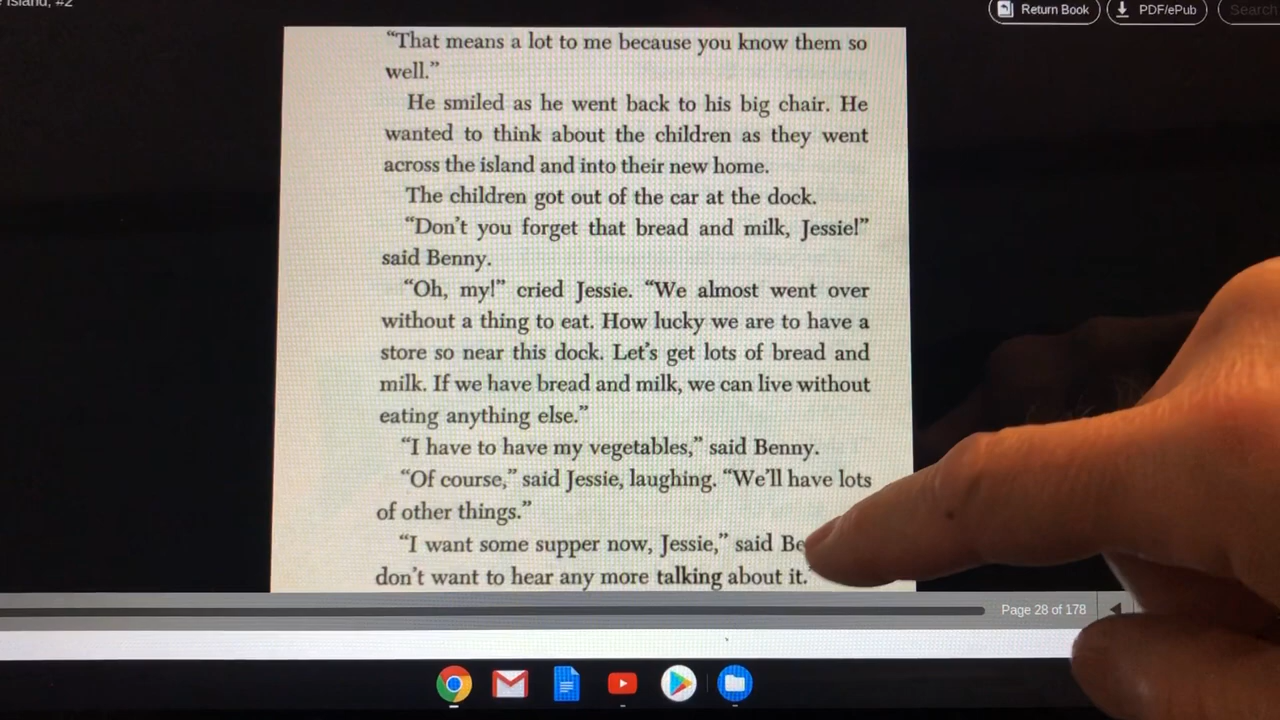 Island, #2
Return Book
PDF/ePub
Search
“That means a lot to me because you know them so
well.”
He smiled as he went back to his big chair. He
wanted to think about the children as they went
across the island and into their new home.
The children got out of the car at the dock.
“Don’t you forget that bread and milk, Jessie!”
said Benny.
“Oh, my!” cried Jessie. “We almost went over
without a thing to eat. How lucky we are to have a
store so near this dock. Let’s get lots of bread and
milk. If we have bread and milk, we can live without
eating anything else.”
“I have to have my vegetables,” said Benny.
“Of course,” said Jessie, laughing. “We’ll have lots
of other things.”
“I want some supper now, Jessie,” said Be
don’t want to hear any more talking about it.
Page 28 of 178